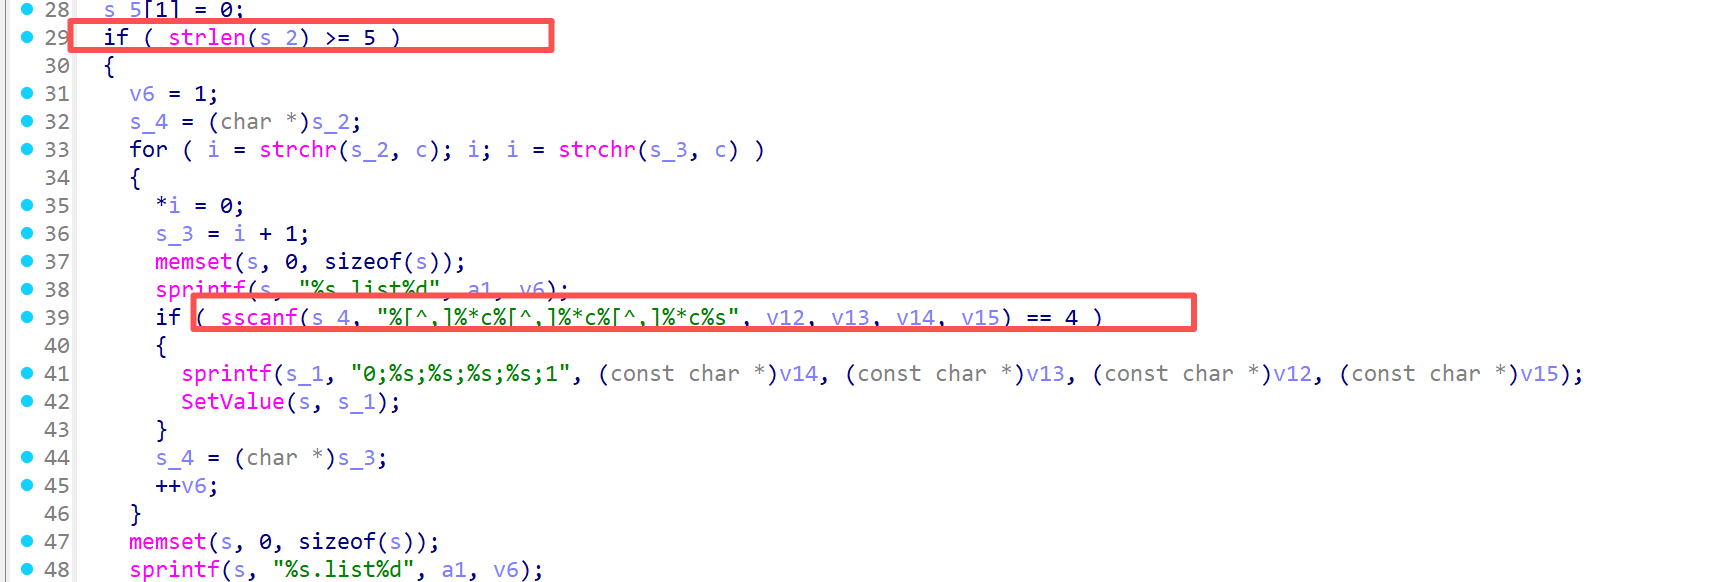 28 s_5[1] = 0;
29 if ( strlen(s_2) >= 5 )
30 {
31 v6 = 1;
32 s_4 = (char *)s_2;
33 for ( i = strchr(s_2, c); i; i = strchr(s_3, c) )
34 {
35 *i = 0;
36 s_3 = i + 1;
37 memset(s, 0, sizeof(s));
38 sprintf(s, "%s.list%d", a1, v6);
39 if ( sscanf(s_4, "%[^,]%*c%[^,]%*c%[^,]%*c%s", v12, v13, v14, v15) == 4 )
40 {
41 sprintf(s_1, "0;%s;%s;%s;%s;1", (const char *)v14, (const char *)v13, (const char *)v12, (const char *)v15);
42 SetValue(s, s_1);
43 }
44 s_4 = (char *)s_3;
45 ++v6;
46 }
47 memset(s, 0, sizeof(s));
48 sprintf(s, "%s.list%d", a1, v6);